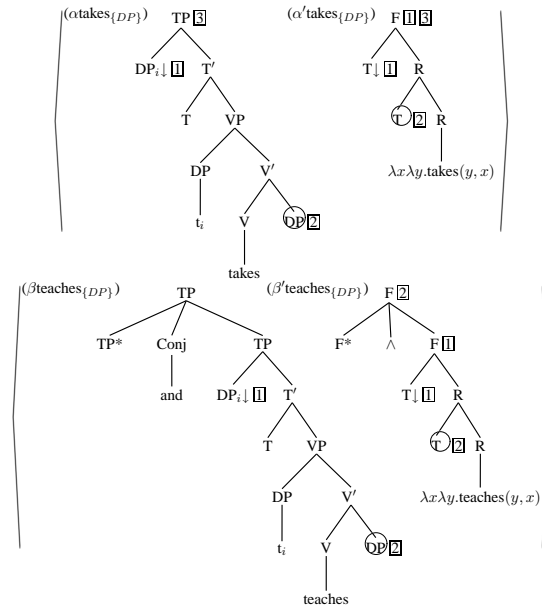 (αtakes{DP}) TP 3 (α′takes{DP}) F 1 3
DPi↓ 1 T′ T↓ 1 R
T VP T 2 R
DP V′ λxλy.takes(y, x)
ti V DP 2
takes
(βteaches{DP}) TP (β′teaches{DP}) F 2
TP* Conj TP F* ∧ F 1
and DPi↓ 1 T′ T↓ 1 R
T VP T 2 R
DP V′ λxλy.teaches(y, x)
ti V DP 2
teaches